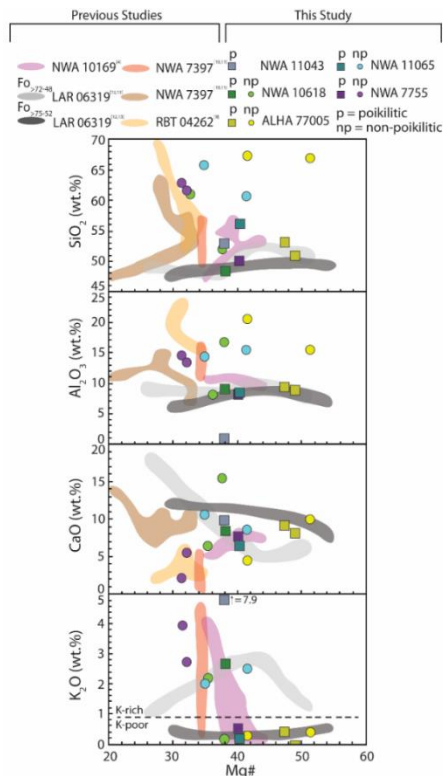 Previous Studies This Study
p p np
NWA 10169 NWA 7397 NWA 11043 NWA 11065
Fo>72-48 p np p np
LAR 06319 NWA 7397 NWA 10618 NWA 7755
Fo>75-52 p np p = poikilitic
LAR 06319 RBT 04262 ALHA 77005 np = non-poikilitic
70
65
60
55
50
45
SiO2 (wt.%)
25
20
15
10
5
0
Al2O3 (wt.%)
20
15
10
5
0
CaO (wt.%)
5
4
3
2
1
0
K2O (wt.%)
*=7.9
K-rich
K-poor
20 30 40 50 60
Mg#